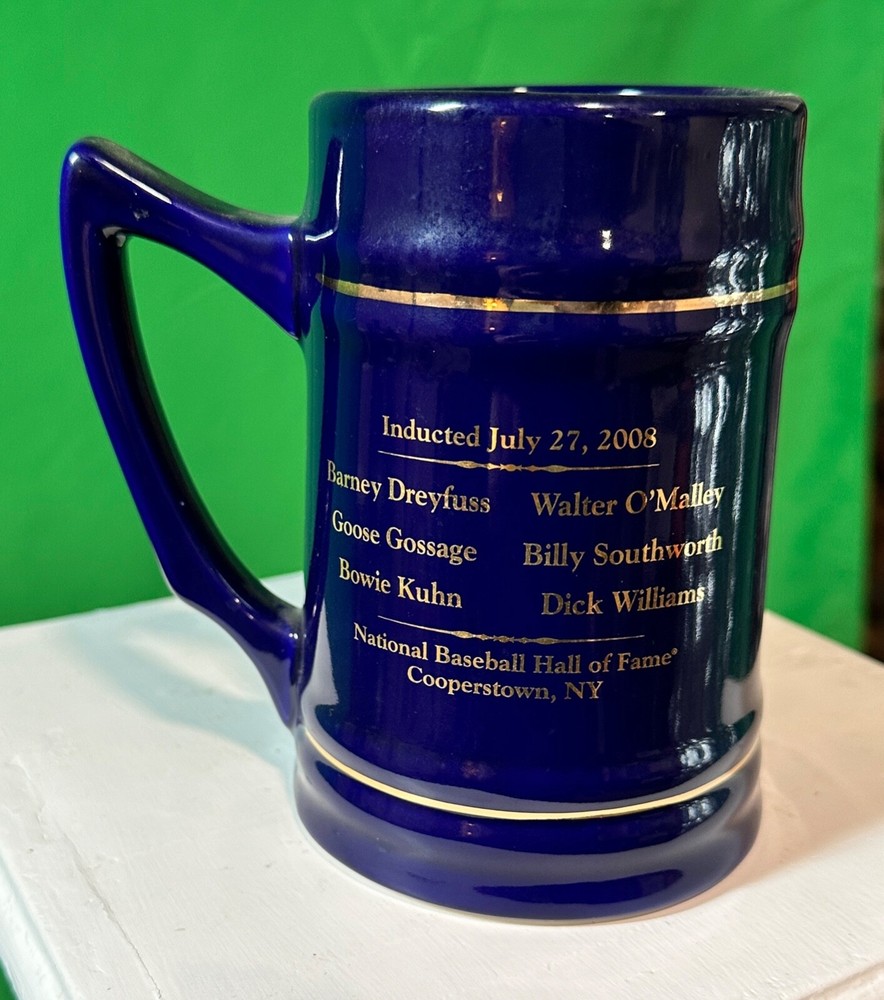 Inducted July 27, 2008
Barney Dreyfuss Walter O'Malley
Goose Gossage Billy Southworth
Bowie Kuhn Dick Williams
National Baseball Hall of Fame®
Cooperstown, NY